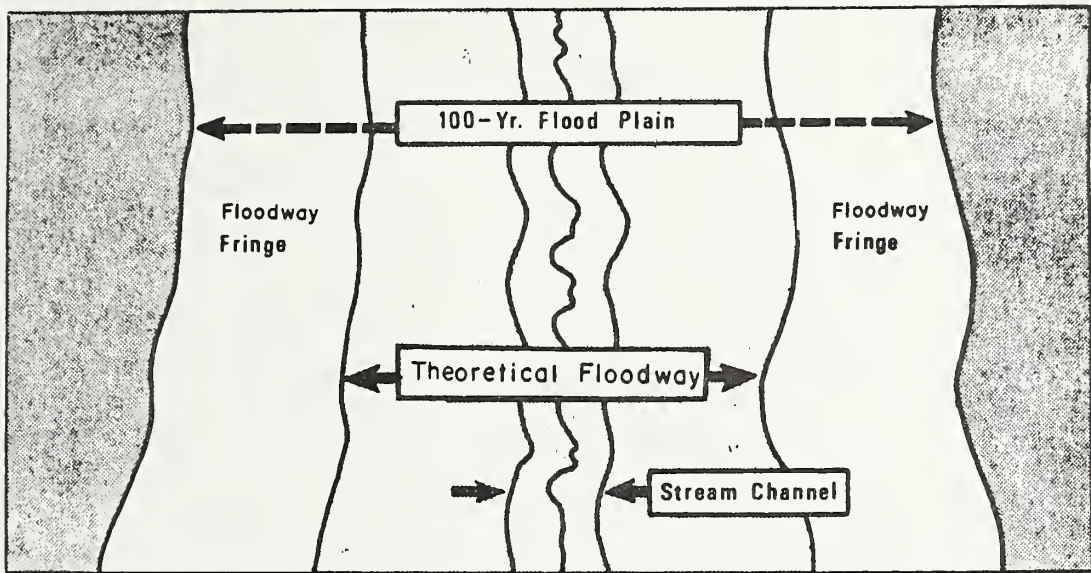 100-Yr. Flood Plain
Floodway
Fringe
Floodway
Fringe
Theoretical Floodway
Stream Channel